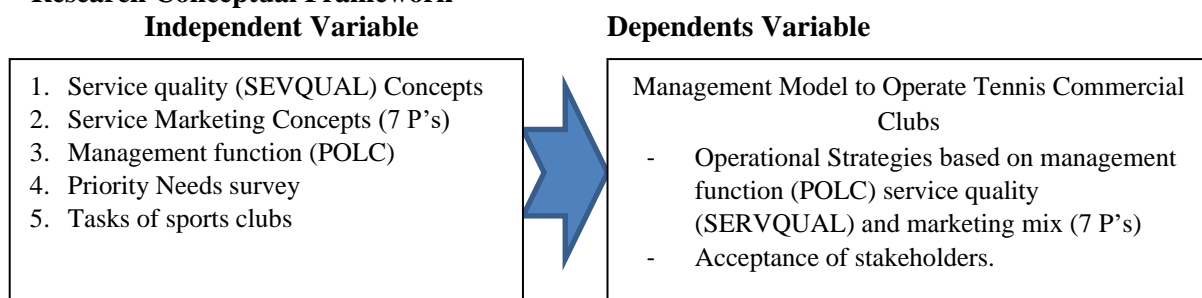 Research Conceptual Framework
Independent Variable
Dependents Variable
1. Service quality (SEVQUAL) Concepts
2. Service Marketing Concepts (7 P's)
3. Management function (POLC)
4. Priority Needs survey
5. Tasks of sports clubs
Management Model to Operate Tennis Commercial
Clubs
- Operational Strategies based on management
function (POLC) service quality
(SERVQUAL) and marketing mix (7 P's)
- Acceptance of stakeholders.